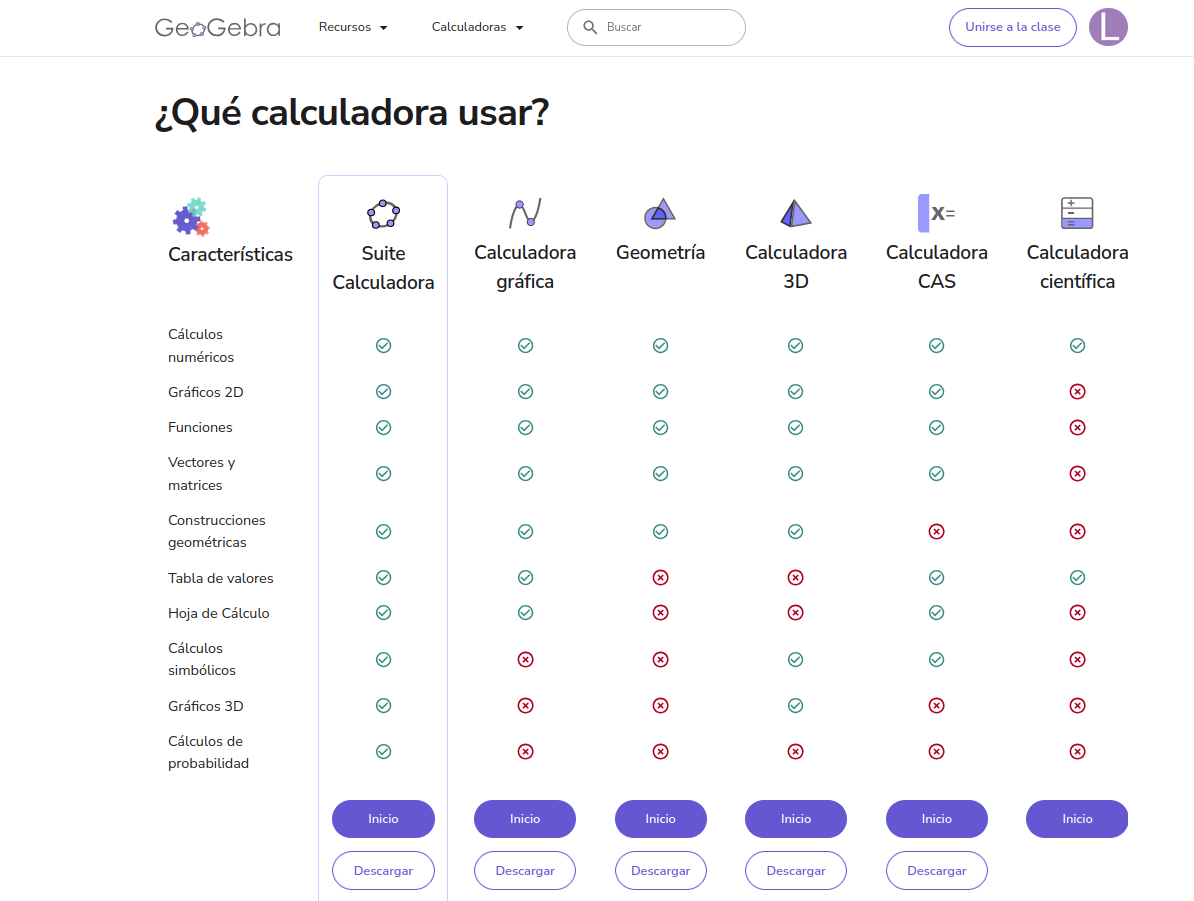 GeoGebra
Recursos
Calculadoras
Buscar
Unirse a la clase
L
¿Qué calculadora usar?
Características
Suite
Calculadora
Calculadora
gráfica
Geometría
Calculadora
3D
X=
Calculadora
CAS
Calculadora
científica
Cálculos
numéricos
Gráficos 2D
Funciones
Vectores y
matrices
Construcciones
geométricas
Tabla de valores
Hoja de Cálculo
Cálculos
simbólicos
Gráficos 3D
Cálculos de
probabilidad
Inicio Inicio Inicio Inicio Inicio Inicio
Descargar Descargar Descargar Descargar Descargar